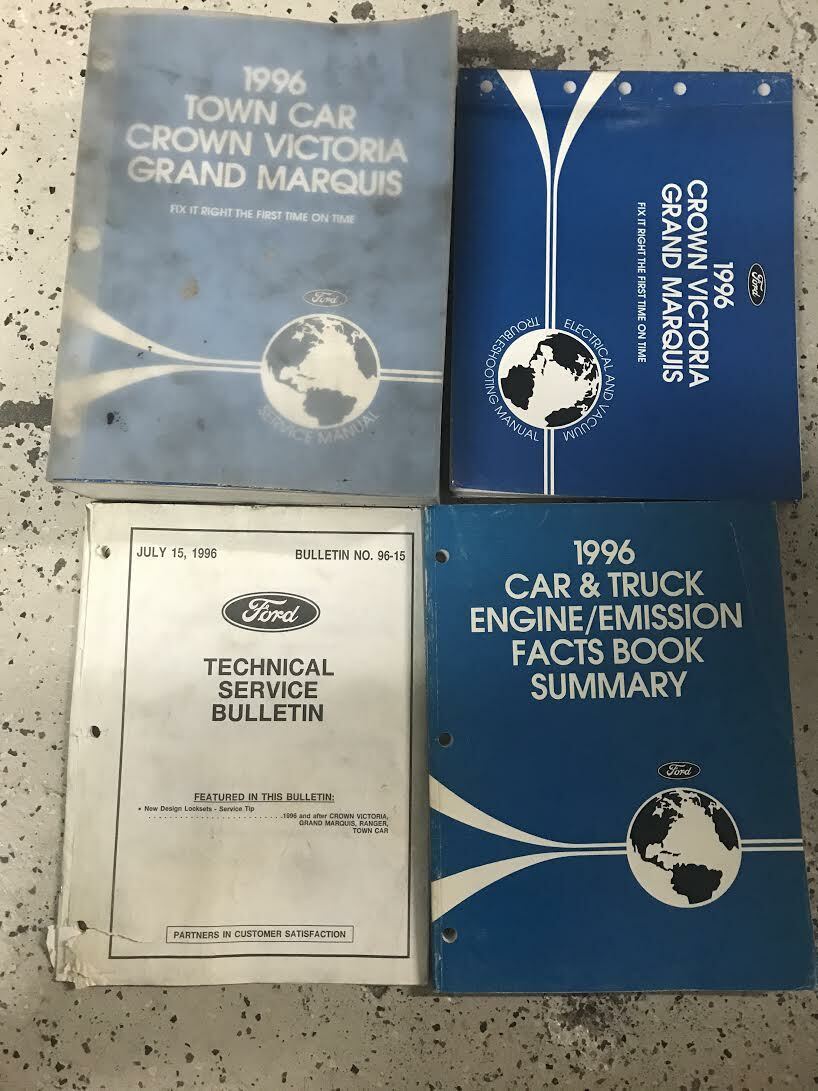 1996
TOWN CAR
CROWN VICTORIA
GRAND MARQUIS
FIX IT RIGHT THE FIRST TIME ON TIME
Ford
SERVICE MANUAL
Ford
1996
CROWN VICTORIA
GRAND MARQUIS
FIX IT RIGHT THE FIRST TIME ON TIME
ELECTRICAL AND VACUUM
TROUBLESHOOTING MANUAL
JULY 15, 1996 BULLETIN NO. 96-15
Ford
TECHNICAL
SERVICE
BULLETIN
FEATURED IN THIS BULLETIN:
• New Design Locksets - Service Tip
. . . . . . . . . . . . . . . . . . . . . . . . . . . 1996 and after CROWN VICTORIA,
GRAND MARQUIS, RANGER,
TOWN CAR
PARTNERS IN CUSTOMER SATISFACTION
1996
CAR & TRUCK
ENGINE/EMISSION
FACTS BOOK
SUMMARY
Ford